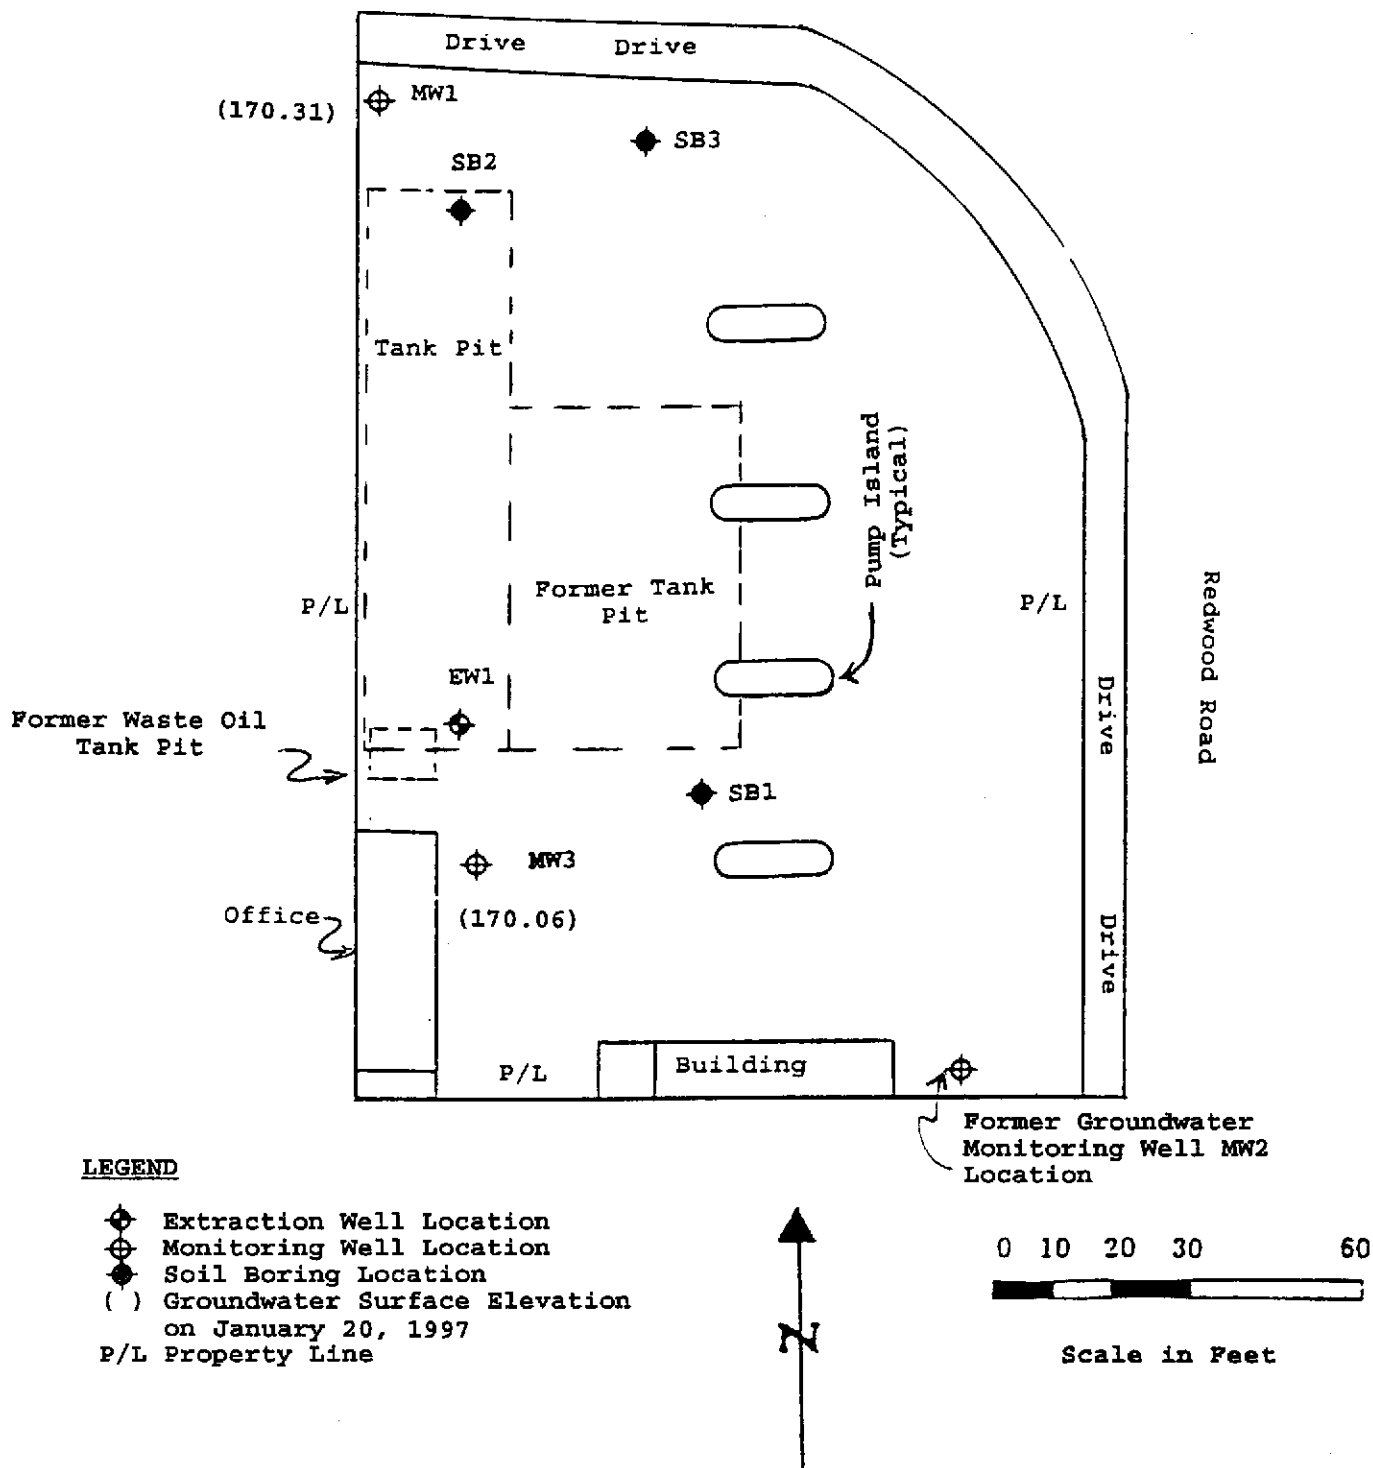 Drive Drive
MW1
(170.31)
SB3
SB2
Tank Pit
Pump Island
(Typical)
Former Tank
Pit
P/L
P/L
Redwood Road
EW1
Drive
Former Waste Oil
Tank Pit
SB1
MW3
Office
(170.06)
Drive
Building
P/L
Former Groundwater
Monitoring Well MW2
Location
LEGEND
Extraction Well Location
Monitoring Well Location
Soil Boring Location
( ) Groundwater Surface Elevation
on January 20, 1997
P/L Property Line
N
0 10 20 30 60
Scale in Feet